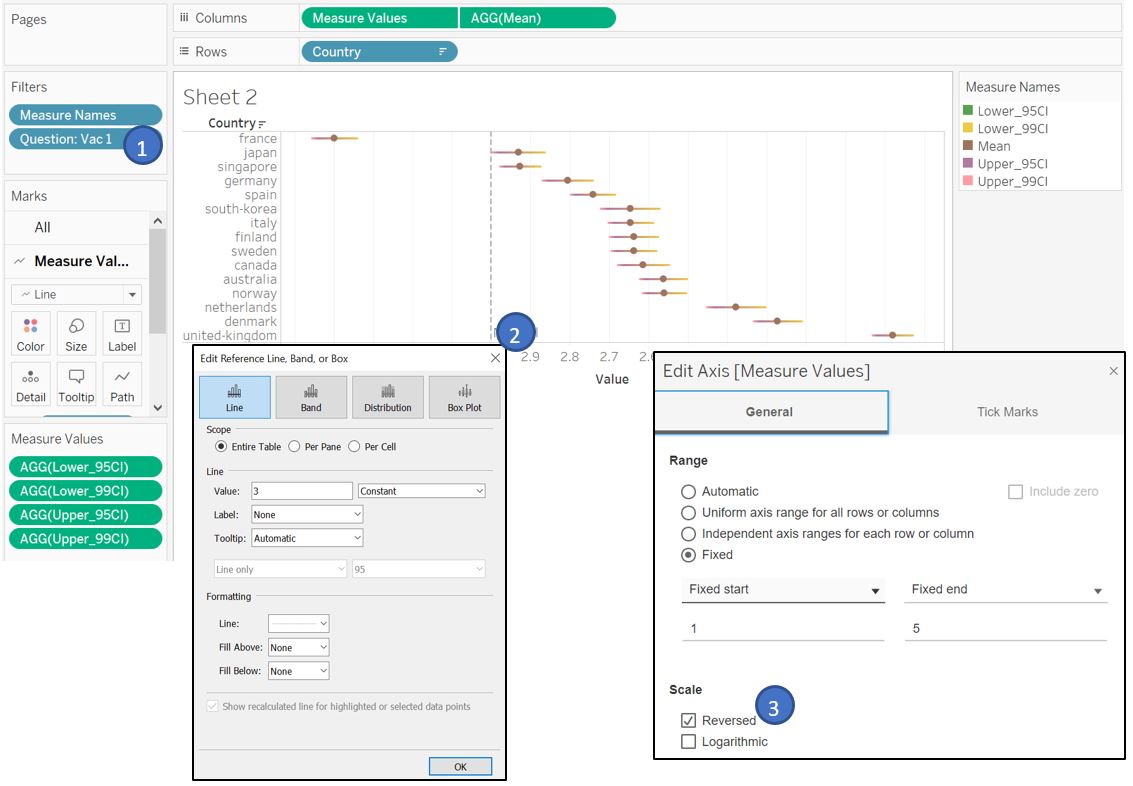 Pages
Columns
Measure Values
AGG(Mean)
Rows
Country
Filters
Measure Names
Question: Vac 1
1
Marks
All
Measure Val...
Line
Color
Size
Label
Detail
Tooltip
Path
Measure Values
AGG(Lower_95CI)
AGG(Lower_99CI)
AGG(Upper_95CI)
AGG(Upper_99CI)
Sheet 2
Country
france
japan
singapore
germany
spain
south-korea
italy
finland
sweden
canada
australia
norway
netherlands
denmark
united-kingdom
2
2.9 2.8 2.7
Value
Measure Names
Lower_95CI
Lower_99CI
Mean
Upper_95CI
Upper_99CI
Edit Reference Line, Band, or Box
Line
Band
Distribution
Box Plot
Scope
Entire Table
Per Pane
Per Cell
Line
Value: 3 Constant
Label: None
Tooltip: Automatic
Line only 95
Formatting
Line:
Fill Above: None
Fill Below: None
Show recalculated line for highlighted or selected data points
OK
Edit Axis [Measure Values]
General
Tick Marks
Range
Automatic
Include zero
Uniform axis range for all rows or columns
Independent axis ranges for each row or column
Fixed
Fixed start
Fixed end
1
5
Scale
3
Reversed
Logarithmic